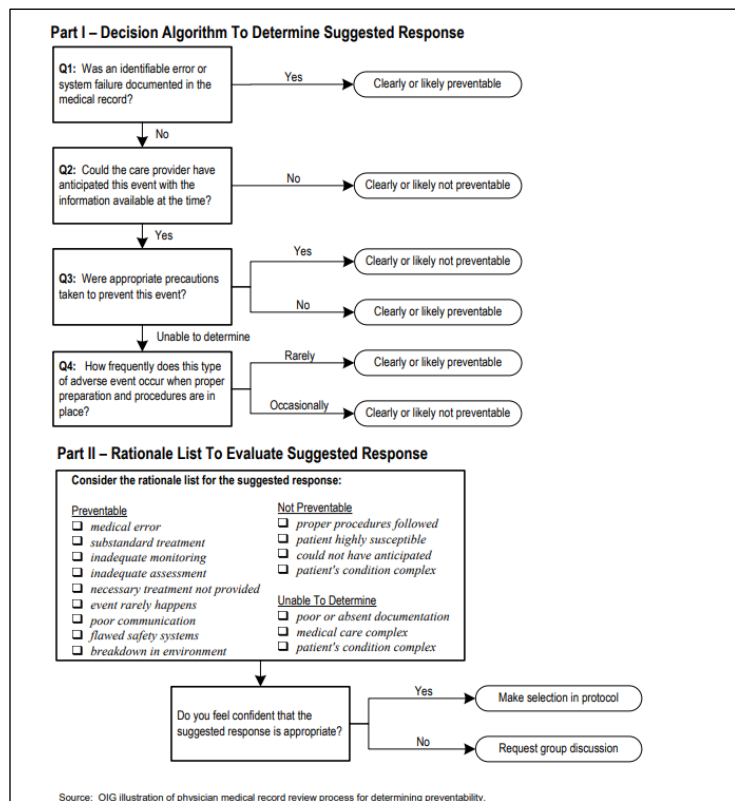 Part I – Decision Algorithm To Determine Suggested Response
Q1: Was an identifiable error or
system failure documented in the
medical record?
Yes
Clearly or likely preventable
No
Q2: Could the care provider have
anticipated this event with the
information available at the time?
No
Clearly or likely not preventable
Yes
Q3: Were appropriate precautions
taken to prevent this event?
Yes
Clearly or likely not preventable
No
Clearly or likely preventable
Unable to determine
Q4: How frequently does this type
of adverse event occur when proper
preparation and procedures are in
place?
Rarely
Clearly or likely preventable
Occasionally
Clearly or likely not preventable
Part II – Rationale List To Evaluate Suggested Response
Consider the rationale list for the suggested response:
Preventable
medical error
substandard treatment
inadequate monitoring
inadequate assessment
necessary treatment not provided
event rarely happens
poor communication
flawed safety systems
breakdown in environment
Not Preventable
proper procedures followed
patient highly susceptible
could not have anticipated
patient's condition complex
Unable To Determine
poor or absent documentation
medical care complex
patient's condition complex
Do you feel confident that the
suggested response is appropriate?
Yes
Make selection in protocol
No
Request group discussion
Source: OIG illustration of physician medical record review process for determining preventability.